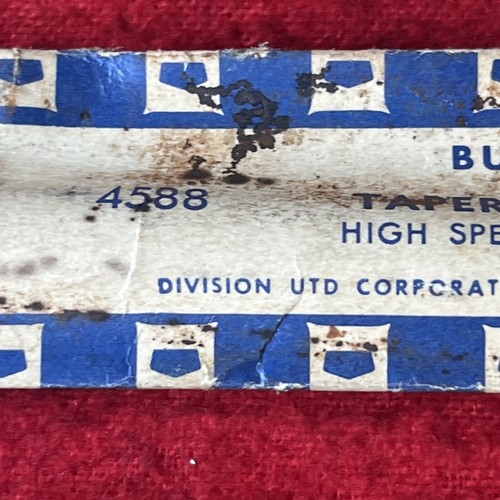 BU
4588 TAPER
HIGH SPE
DIVISION UTD CORPORAT